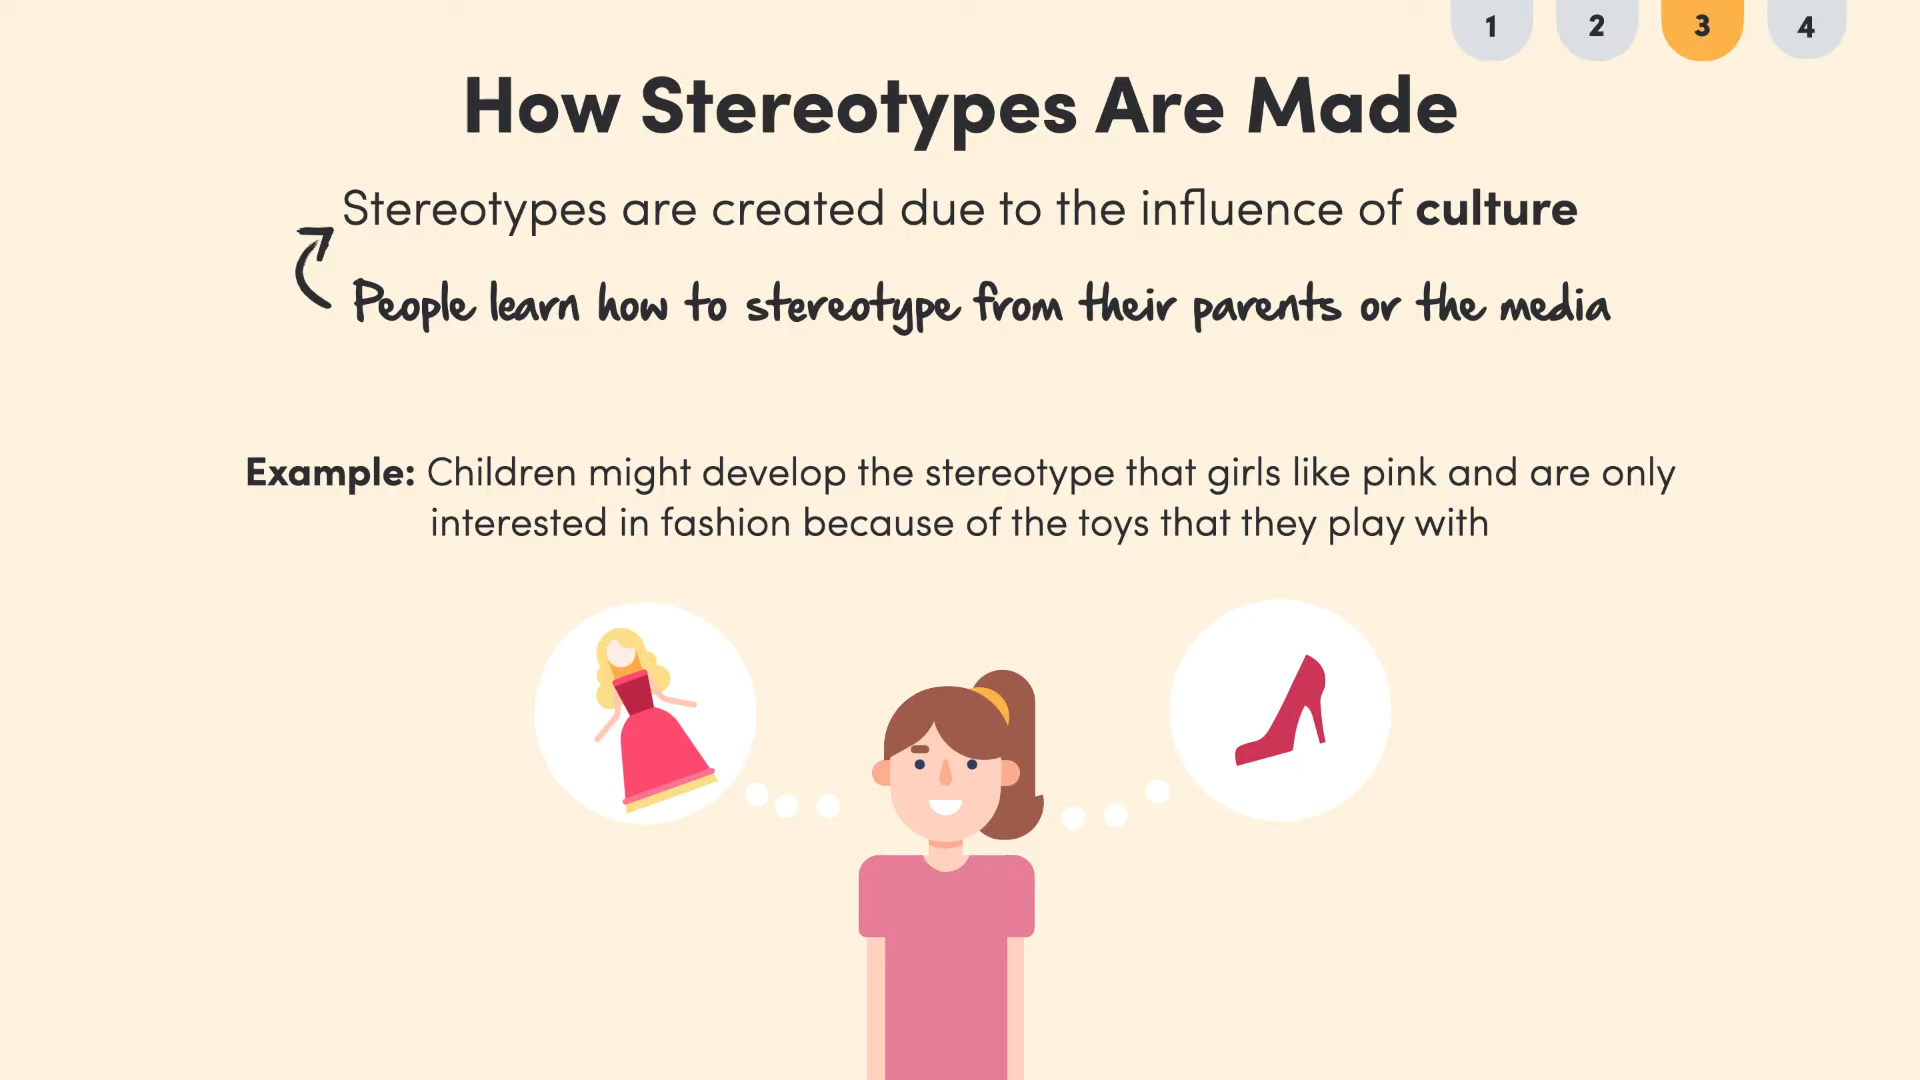 1 2 3 4
How Stereotypes Are Made
Stereotypes are created due to the influence of culture
People learn how to stereotype from their parents or the media
Example: Children might develop the stereotype that girls like pink and are only
interested in fashion because of the toys that they play with